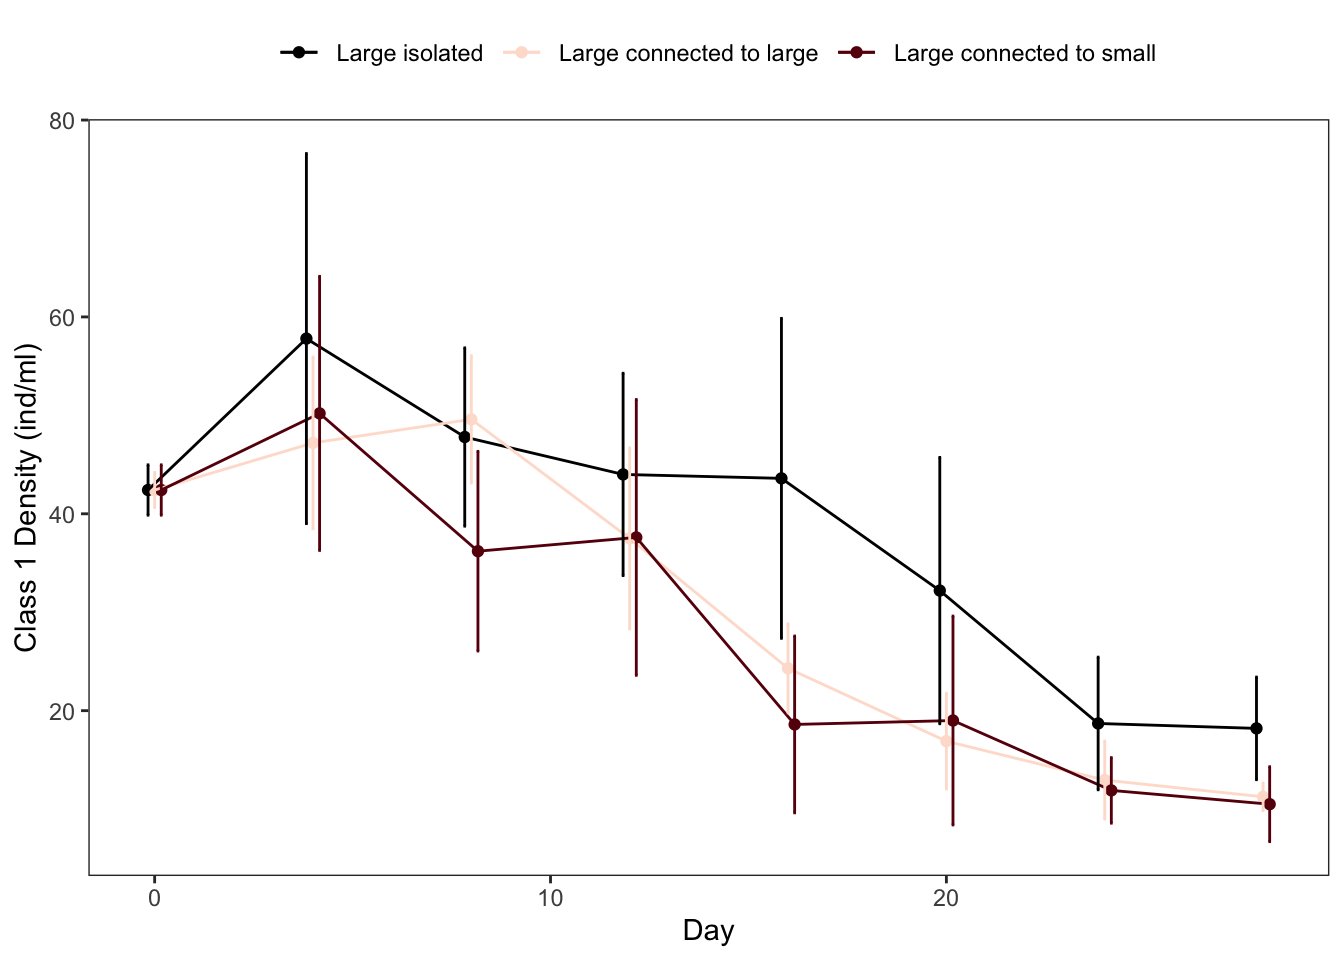 Large isolated Large connected to large Large connected to small
80
60
40
20
Class 1 Density (ind/ml)
0 10 20
Day